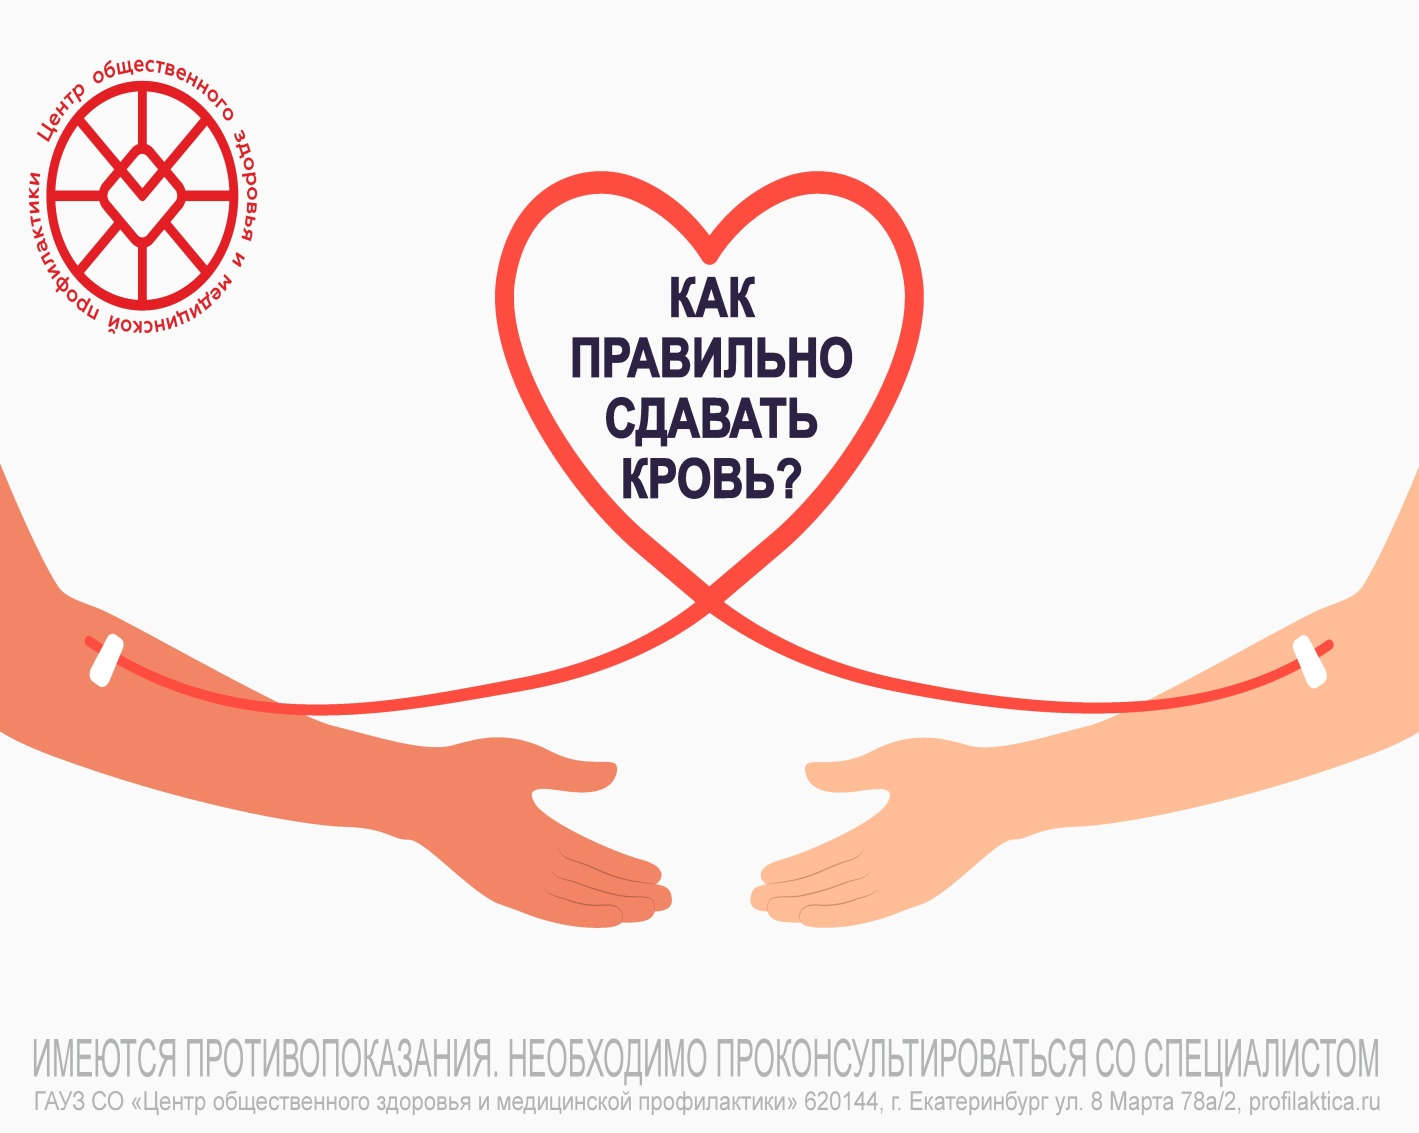 Центр общественного здоровья и медицинской профилактики
КАК
ПРАВИЛЬНО
СДАВАТЬ
КРОВЬ?
ИМЕЮТСЯ ПРОТИВОПОКАЗАНИЯ. НЕОБХОДИМО ПРОКОНСУЛЬТИРОВАТЬСЯ СО СПЕЦИАЛИСТОМ
ГАУЗ СО «Центр общественного здоровья и медицинской профилактики» 620144, г. Екатеринбург ул. 8 Марта 78а/2, profilaktica.ru